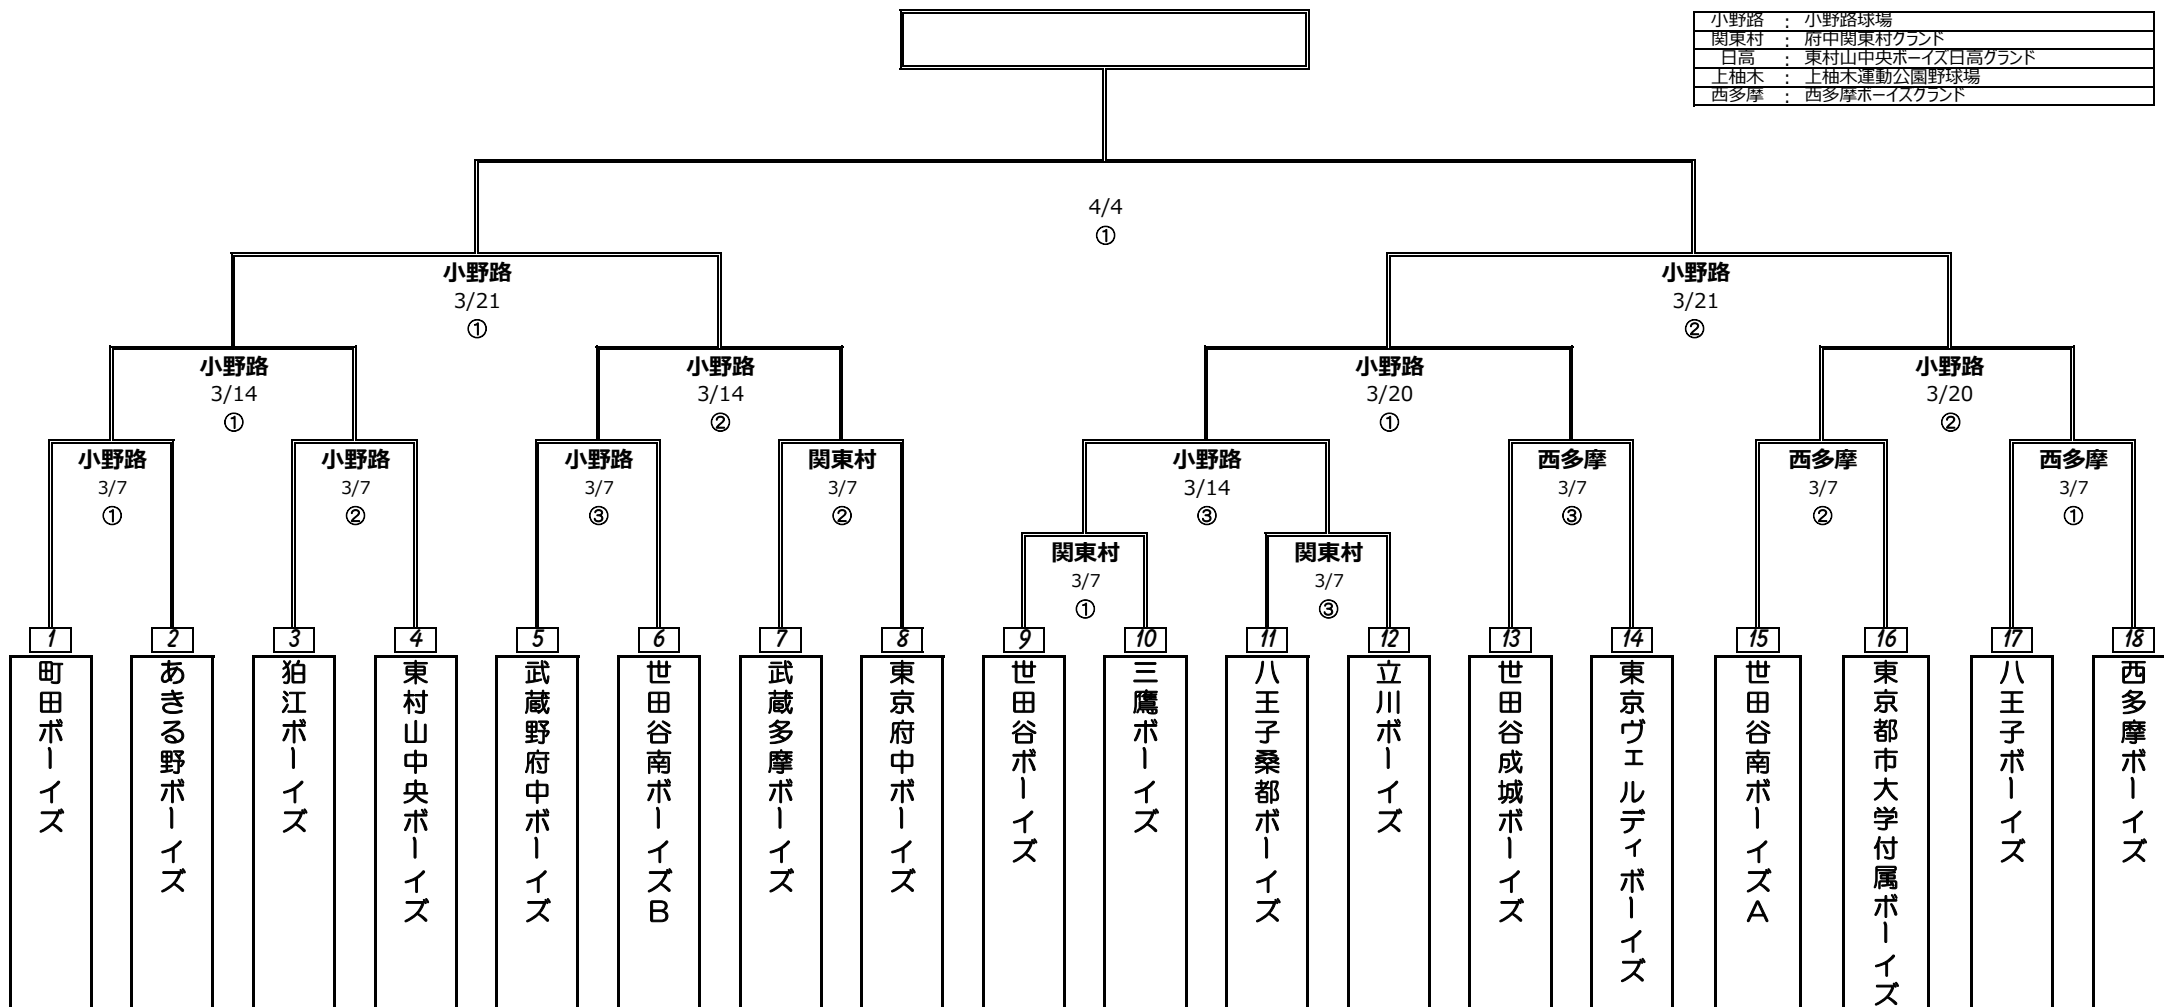 小野路 : 小野路球場
関東村 : 府中関東村グランド
日高 : 東村山中央ボーイズ日高グランド
上柚木 : 上柚木運動公園野球場
西多摩 : 西多摩ボーイズグランド
4/4
①
小野路
3/21
①
小野路
3/21
②
小野路
3/14
①
小野路
3/14
②
小野路
3/20
①
小野路
3/20
②
小野路
3/7
①
小野路
3/7
②
小野路
3/7
③
関東村
3/7
②
小野路
3/14
③
西多摩
3/7
③
西多摩
3/7
②
西多摩
3/7
①
関東村
3/7
①
関東村
3/7
③
1
町田ボーイズ
2
あきる野ボーイズ
3
狛江ボーイズ
4
東村山中央ボーイズ
5
武蔵野府中ボーイズ
6
世田谷南ボーイズB
7
武蔵多摩ボーイズ
8
東京府中ボーイズ
9
世田谷ボーイズ
10
三鷹ボーイズ
11
八王子桑都ボーイズ
12
立川ボーイズ
13
世田谷成城ボーイズ
14
東京ヴェルディボーイズ
15
世田谷南ボーイズA
16
東京都市大学付属ボーイズ
17
八王子ボーイズ
18
西多摩ボーイズ